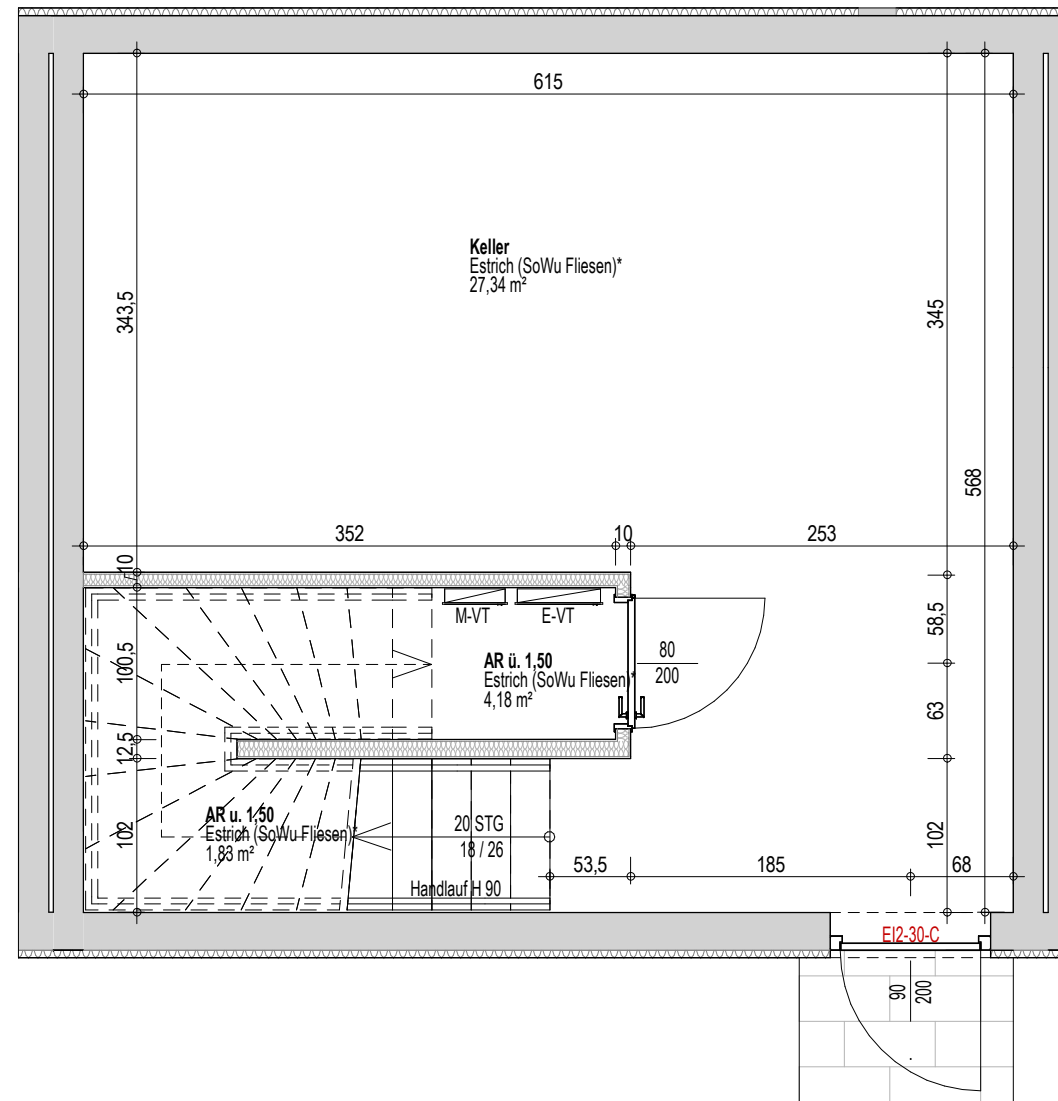 615
Keller
Estrich (SoWu Fliesen)*
27,34 m²
343,5
345
568
352
10
253
10
M-VT
E-VT
58,5
100,5
AR ü. 1,50
Estrich (SoWu Fliesen)*
4,18 m²
80
200
63
12,5
AR u. 1,50
Estrich (SoWu Fliesen)*
1,83 m²
102
20 STG
18 / 26
102
53,5
185
68
Handlauf H 90
EI2-30-C
90
200